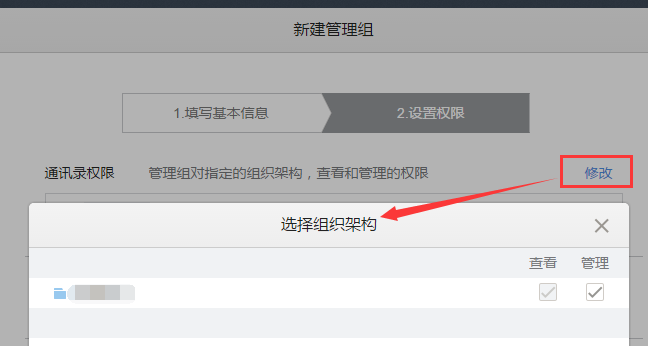 新建管理组
1.填写基本信息 2.设置权限
通讯录权限 管理组对指定的组织架构，查看和管理的权限 修改
选择组织架构
查看 管理